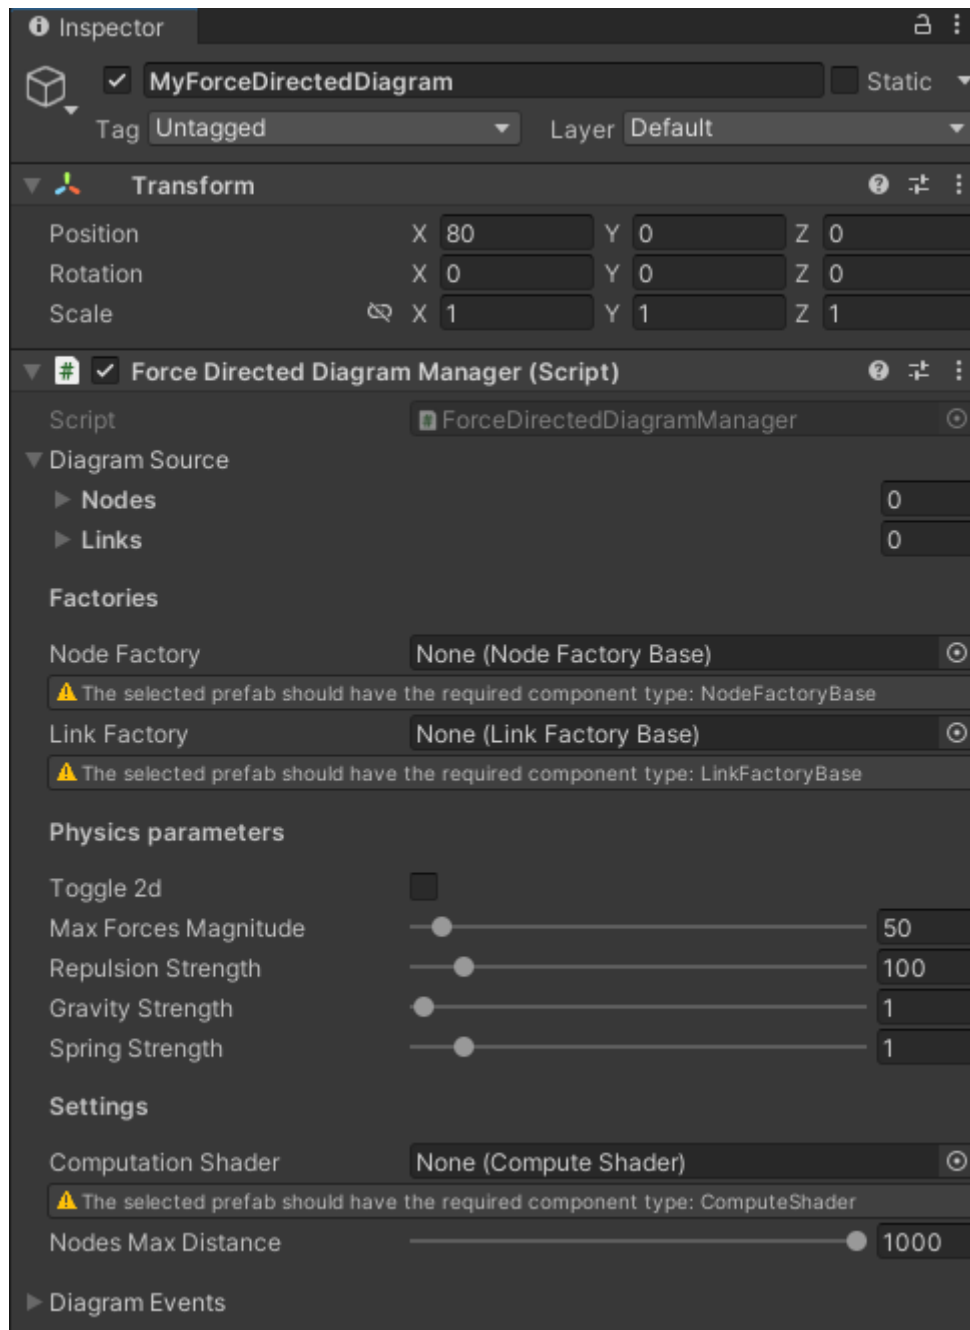 Inspector
MyForceDirectedDiagram Static
Tag Untagged Layer Default
Transform
Position X 80 Y 0 Z 0
Rotation X 0 Y 0 Z 0
Scale X 1 Y 1 Z 1
# Force Directed Diagram Manager (Script)
Script # ForceDirectedDiagramManager
Diagram Source
Nodes 0
Links 0
Factories
Node Factory None (Node Factory Base)
The selected prefab should have the required component type: NodeFactoryBase
Link Factory None (Link Factory Base)
The selected prefab should have the required component type: LinkFactoryBase
Physics parameters
Toggle 2d
Max Forces Magnitude 50
Repulsion Strength 100
Gravity Strength 1
Spring Strength 1
Settings
Computation Shader None (Compute Shader)
The selected prefab should have the required component type: ComputeShader
Nodes Max Distance 1000
Diagram Events